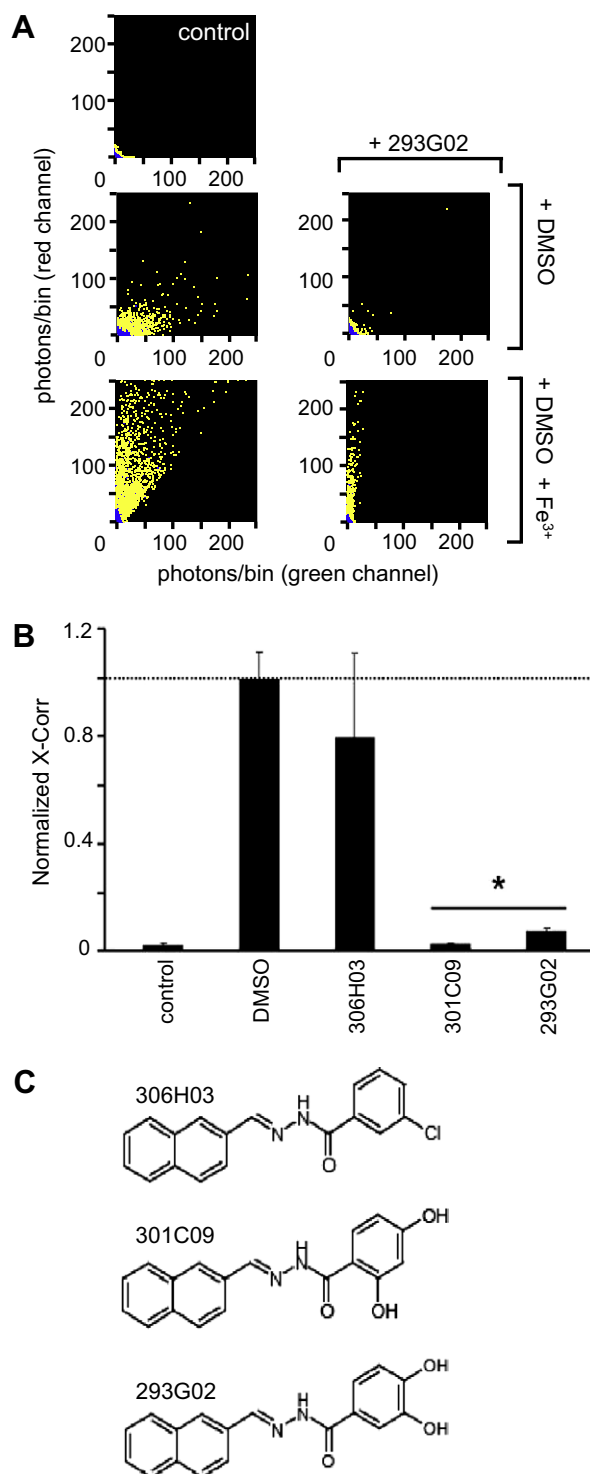 A
control
200
100
0
100
200
+ 293G02
photons/bin (red channel)
200
100
0
100
200
200
100
0
100
200
+ DMSO
200
100
0
100
200
200
100
0
100
200
+ DMSO + Fe³⁺
photons/bin (green channel)
B
Normalized X-Corr
1.2
0.8
0.4
0
*
control
DMSO
306H03
301C09
293G02
C
306H03
H
N
N
O
Cl
301C09
H
N
N
O
OH
OH
293G02
H
N
N
O
OH
OH